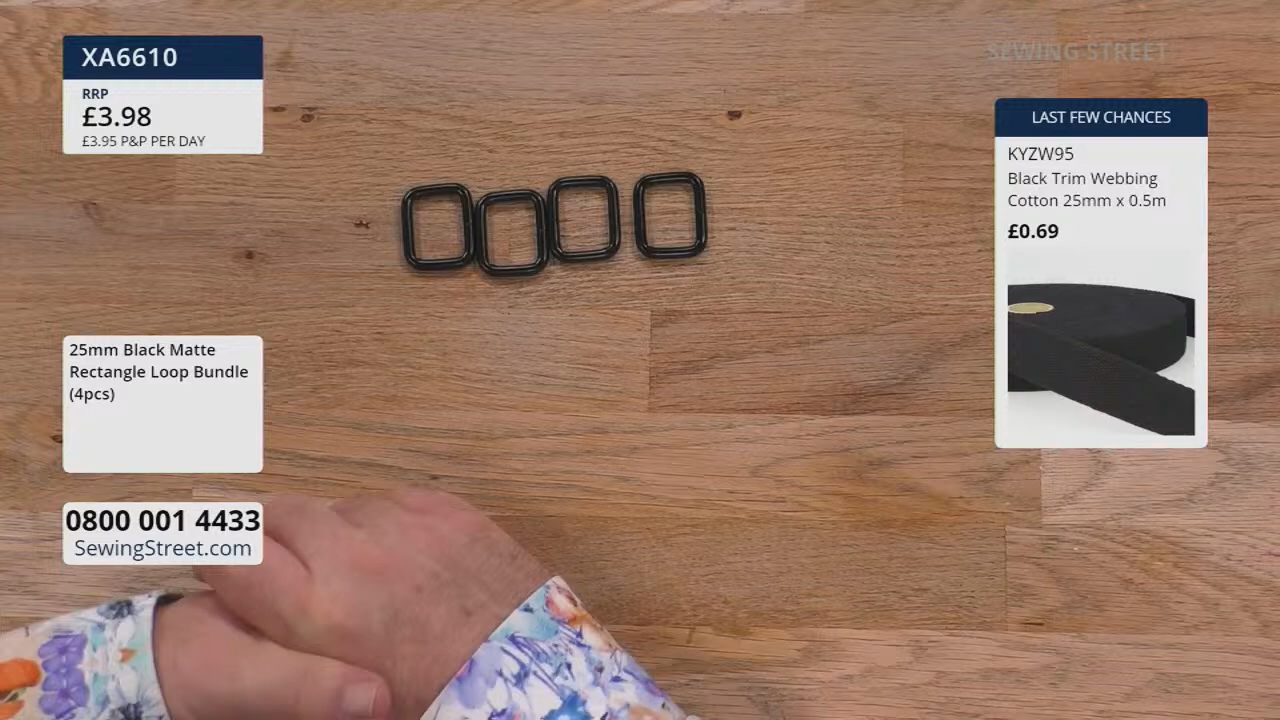 XA6610
RRP
£3.98
£3.95 P&P PER DAY
25mm Black Matte
Rectangle Loop Bundle
(4pcs)
0800 001 4433
SewingStreet.com
SEWING STREET
LAST FEW CHANCES
KYZW95
Black Trim Webbing
Cotton 25mm x 0.5m
£0.69